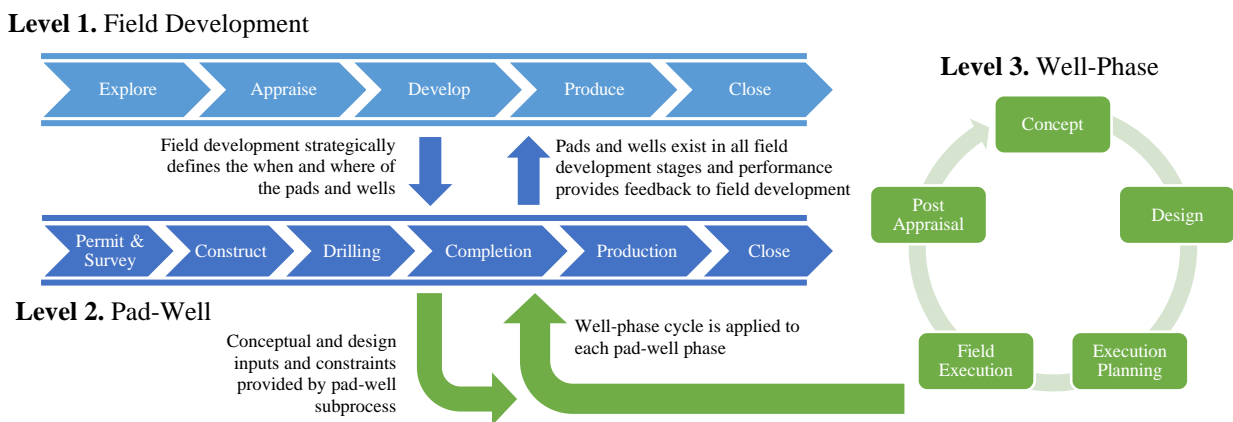 Level 1. Field Development
Explore
Appraise
Develop
Produce
Close
Field development strategically
defines the when and where of
the pads and wells
Pads and wells exist in all field
development stages and performance
provides feedback to field development
Permit &
Survey
Construct
Drilling
Completion
Production
Close
Level 2. Pad-Well
Conceptual and design
inputs and constraints
provided by pad-well
subprocess
Well-phase cycle is applied to
each pad-well phase
Level 3. Well-Phase
Concept
Design
Execution
Planning
Field
Execution
Post
Appraisal